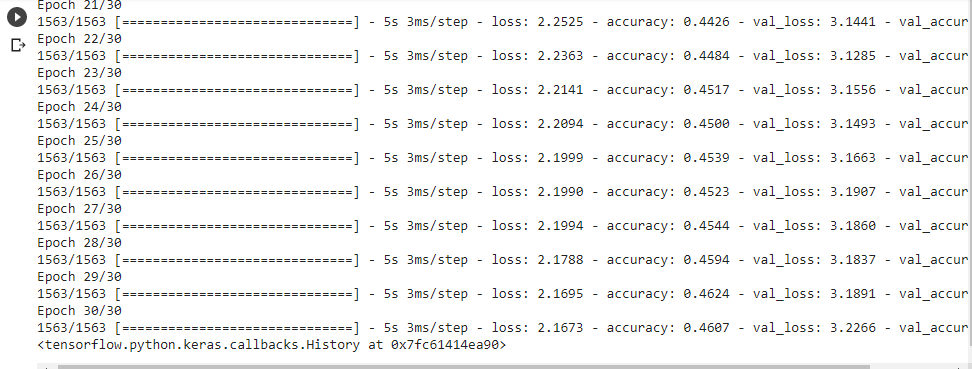 Epoch 21/30
1563/1563 [==============================] - 5s 3ms/step - loss: 2.2525 - accuracy: 0.4426 - val_loss: 3.1441 - val_accur
Epoch 22/30
1563/1563 [==============================] - 5s 3ms/step - loss: 2.2363 - accuracy: 0.4484 - val_loss: 3.1285 - val_accur
Epoch 23/30
1563/1563 [==============================] - 5s 3ms/step - loss: 2.2141 - accuracy: 0.4517 - val_loss: 3.1556 - val_accur
Epoch 24/30
1563/1563 [==============================] - 5s 3ms/step - loss: 2.2094 - accuracy: 0.4500 - val_loss: 3.1493 - val_accur
Epoch 25/30
1563/1563 [==============================] - 5s 3ms/step - loss: 2.1999 - accuracy: 0.4539 - val_loss: 3.1663 - val_accur
Epoch 26/30
1563/1563 [==============================] - 5s 3ms/step - loss: 2.1990 - accuracy: 0.4523 - val_loss: 3.1907 - val_accur
Epoch 27/30
1563/1563 [==============================] - 5s 3ms/step - loss: 2.1994 - accuracy: 0.4544 - val_loss: 3.1860 - val_accur
Epoch 28/30
1563/1563 [==============================] - 5s 3ms/step - loss: 2.1788 - accuracy: 0.4594 - val_loss: 3.1837 - val_accur
Epoch 29/30
1563/1563 [==============================] - 5s 3ms/step - loss: 2.1695 - accuracy: 0.4624 - val_loss: 3.1891 - val_accur
Epoch 30/30
1563/1563 [==============================] - 5s 3ms/step - loss: 2.1673 - accuracy: 0.4607 - val_loss: 3.2266 - val_accur
<tensorflow.python.keras.callbacks.History at 0x7fc61414ea90>